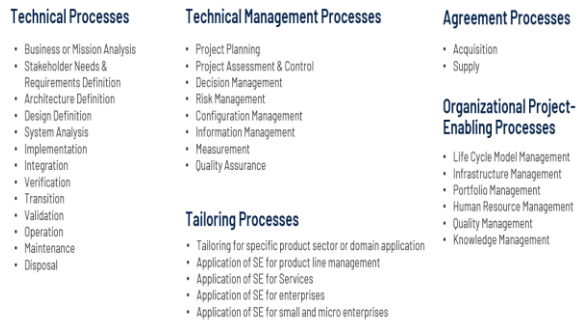 Technical Processes
• Business or Mission Analysis
• Stakeholder Needs &
Requirements Definition
• Architecture Definition
• Design Definition
• System Analysis
• Implementation
• Integration
• Verification
• Transition
• Validation
• Operation
• Maintenance
• Disposal
Technical Management Processes
• Project Planning
• Project Assessment & Control
• Decision Management
• Risk Management
• Configuration Management
• Information Management
• Measurement
• Quality Assurance
Tailoring Processes
• Tailoring for specific product sector or domain application
• Application of SE for product line management
• Application of SE for Services
• Application of SE for enterprises
• Application of SE for small and micro enterprises
Agreement Processes
• Acquisition
• Supply
Organizational Project-
Enabling Processes
• Life Cycle Model Management
• Infrastructure Management
• Portfolio Management
• Human Resource Management
• Quality Management
• Knowledge Management